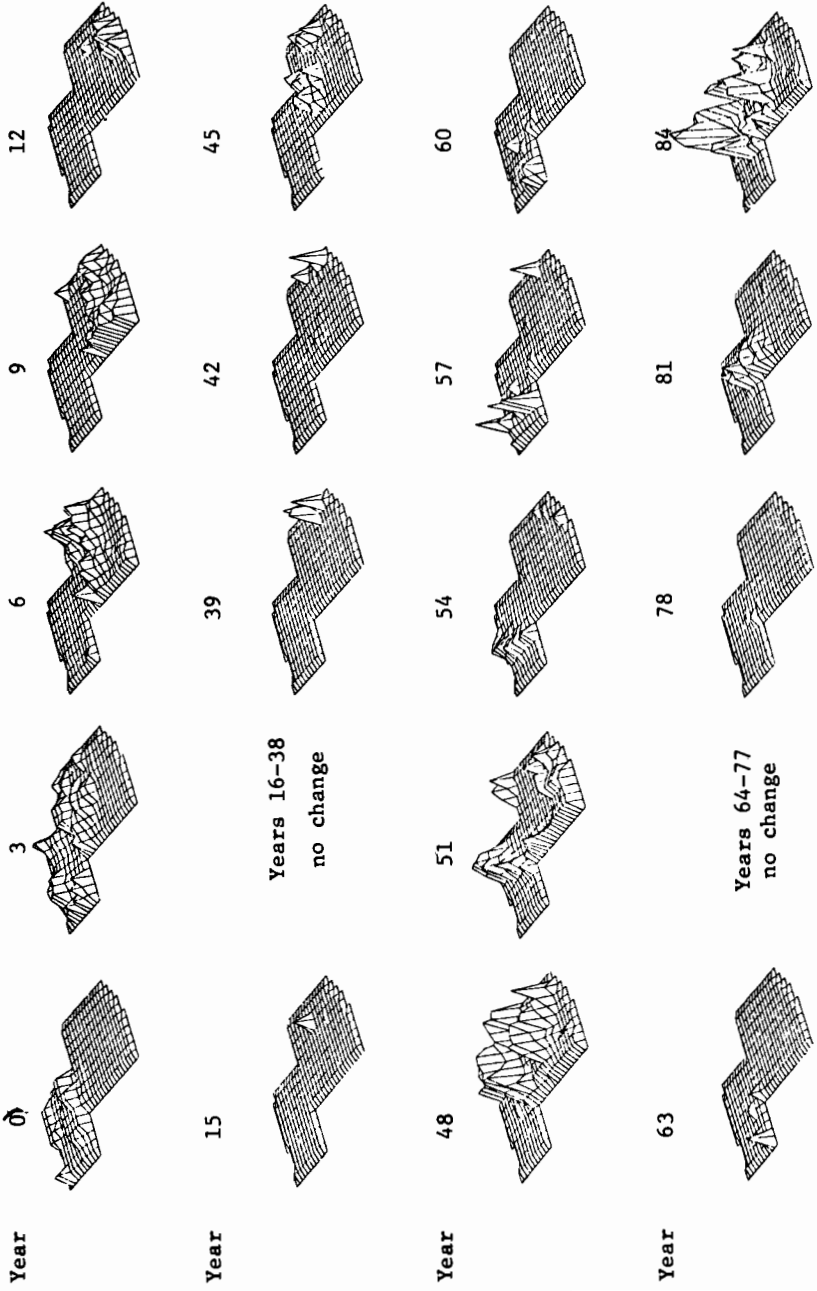 Year 0 3 6 9 12
Year 15 Years 16-38 39 42 45
no change
48 51 54 57 60
Year 63 Years 64-77 78 81 84
no change